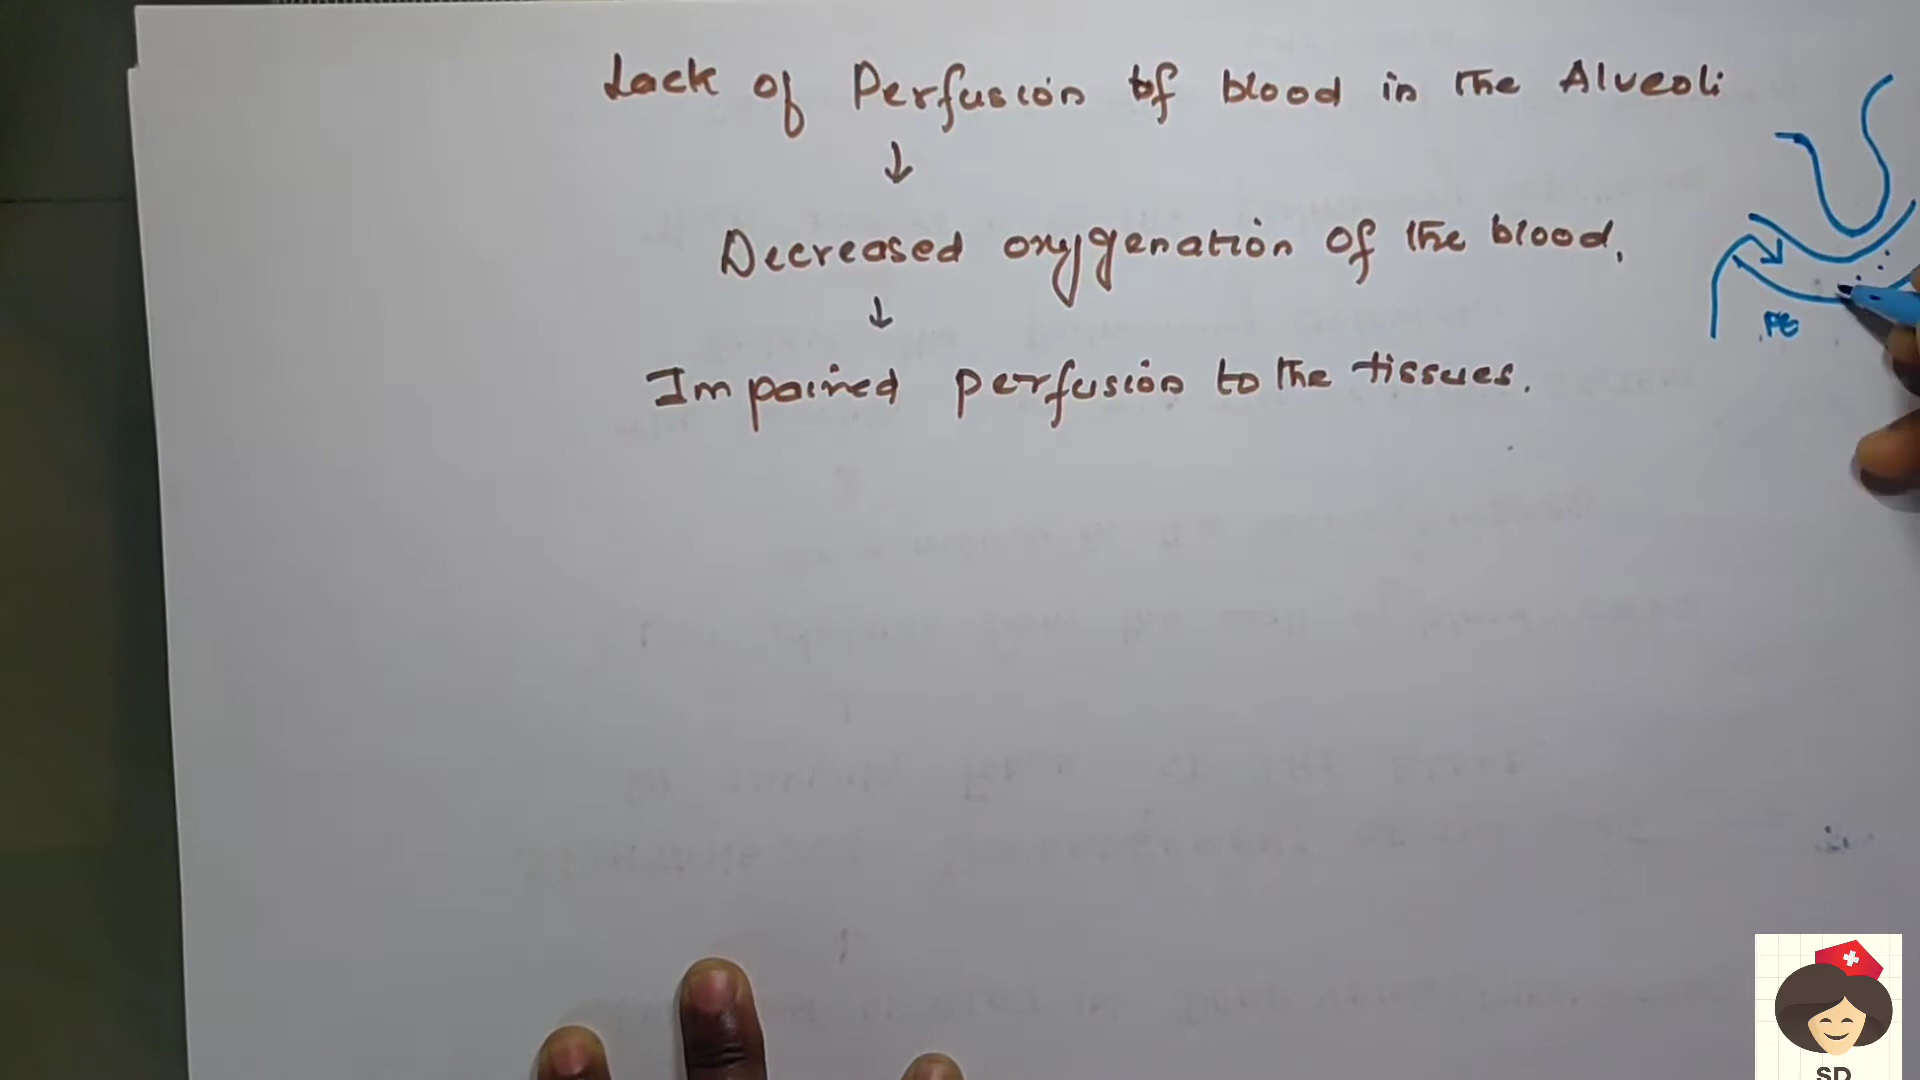 Lack of Perfusion of blood in the Alveoli
↓
Decreased oxygenation of the blood.
↓
Impaired perfusion to the tissues.
PE
SD